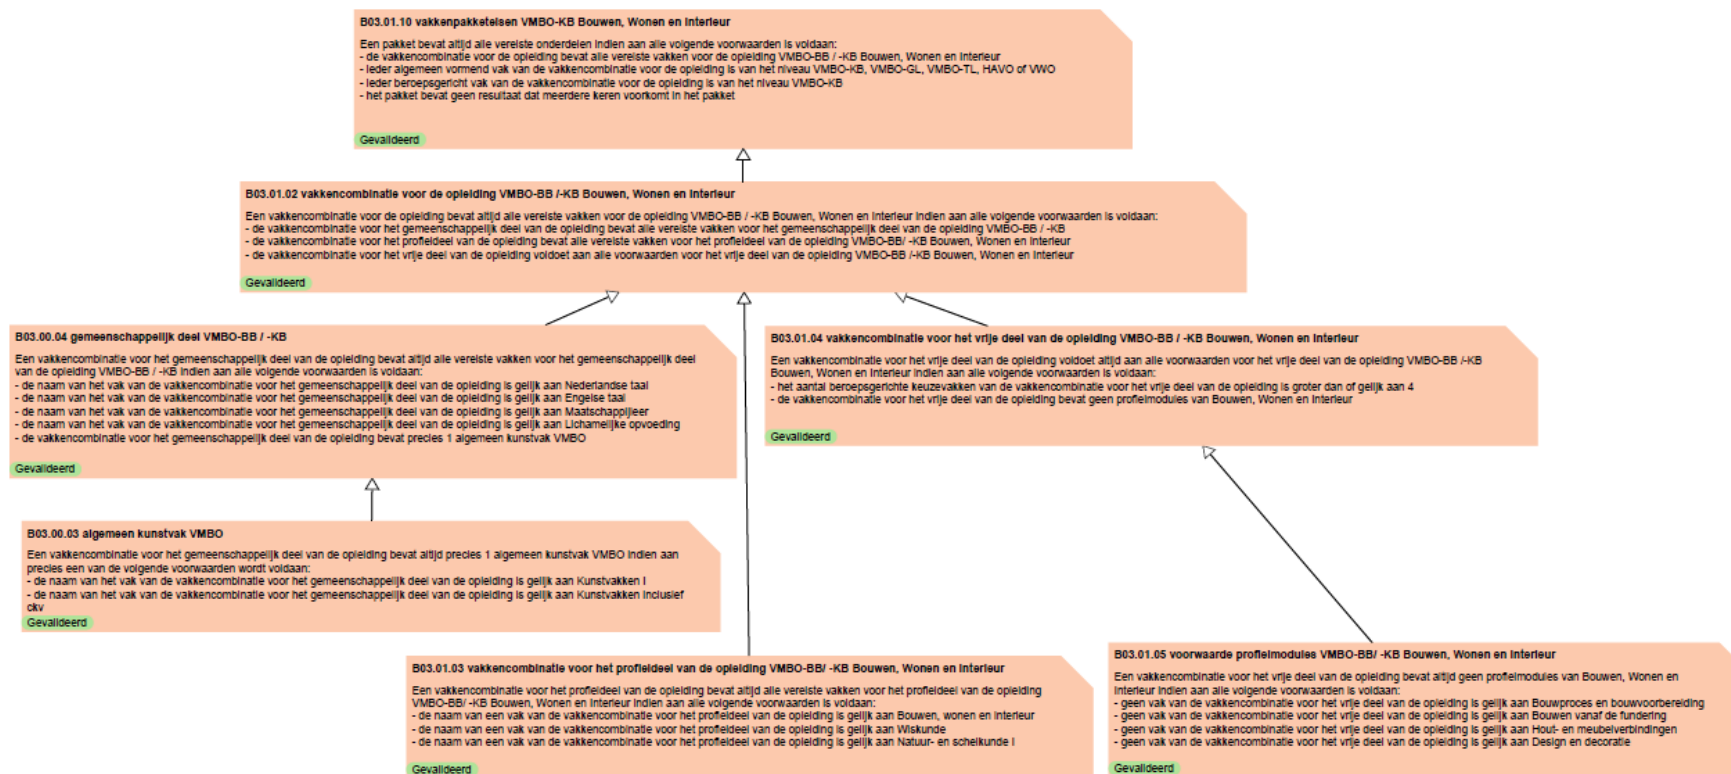 B03.01.10 vakkenpakketeisen VMBO-KB Bouwen, Wonen en Interieur
Een pakket bevat altijd alle vereiste onderdelen indien aan alle volgende voorwaarden is voldaan:
- de vakkencombinatie voor de opleiding bevat alle vereiste vakken voor de opleiding VMBO-BB / -KB Bouwen, Wonen en Interieur
- ieder algemeen vormend vak van de vakkencombinatie voor de opleiding is van het niveau VMBO-KB, VMBO-GL, VMBO-TL, HAVO of VWO
- ieder beroepsgericht vak van de vakkencombinatie voor de opleiding is van het niveau VMBO-KB
- het pakket bevat geen resultaat dat meerdere keren voorkomt in het pakket
Gevalideerd
B03.01.02 vakkencombinatie voor de opleiding VMBO-BB /-KB Bouwen, Wonen en Interieur
Een vakkencombinatie voor de opleiding bevat altijd alle vereiste vakken voor de opleiding VMBO-BB / -KB Bouwen, Wonen en Interieur indien aan alle volgende voorwaarden is voldaan:
- de vakkencombinatie voor het gemeenschappelijk deel van de opleiding bevat alle vereiste vakken voor het gemeenschappelijk deel van de opleiding VMBO-BB / -KB
- de vakkencombinatie voor het profieldeel van de opleiding bevat alle vereiste vakken voor het profieldeel van de opleiding VMBO-BB/ -KB Bouwen, Wonen en Interieur
- de vakkencombinatie voor het vrije deel van de opleiding voldoet aan alle voorwaarden voor het vrije deel van de opleiding VMBO-BB /-KB Bouwen, Wonen en Interieur
Gevalideerd
B03.00.04 gemeenschappelijk deel VMBO-BB / -KB
Een vakkencombinatie voor het gemeenschappelijk deel van de opleiding bevat altijd alle vereiste vakken voor het gemeenschappelijk deel
van de opleiding VMBO-BB / -KB indien aan alle volgende voorwaarden is voldaan:
- de naam van het vak van de vakkencombinatie voor het gemeenschappelijk deel van de opleiding is gelijk aan Nederlandse taal
- de naam van het vak van de vakkencombinatie voor het gemeenschappelijk deel van de opleiding is gelijk aan Engelse taal
- de naam van het vak van de vakkencombinatie voor het gemeenschappelijk deel van de opleiding is gelijk aan Maatschappijleer
- de naam van het vak van de vakkencombinatie voor het gemeenschappelijk deel van de opleiding is gelijk aan Lichamelijke opvoeding
- de vakkencombinatie voor het gemeenschappelijk deel van de opleiding bevat precies 1 algemeen kunstvak VMBO
Gevalideerd
B03.01.04 vakkencombinatie voor het vrije deel van de opleiding VMBO-BB / -KB Bouwen, Wonen en Interieur
Een vakkencombinatie voor het vrije deel van de opleiding voldoet altijd aan alle voorwaarden voor het vrije deel van de opleiding VMBO-BB /-KB
Bouwen, Wonen en Interieur indien aan alle volgende voorwaarden is voldaan:
- het aantal beroepsgerichte keuzevakken van de vakkencombinatie voor het vrije deel van de opleiding is groter dan of gelijk aan 4
- de vakkencombinatie voor het vrije deel van de opleiding bevat geen profielmodules van Bouwen, Wonen en Interieur
Gevalideerd
B03.00.03 algemeen kunstvak VMBO
Een vakkencombinatie voor het gemeenschappelijk deel van de opleiding bevat altijd precies 1 algemeen kunstvak VMBO indien aan
precies een van de volgende voorwaarden wordt voldaan:
- de naam van het vak van de vakkencombinatie voor het gemeenschappelijk deel van de opleiding is gelijk aan Kunstvakken I
- de naam van het vak van de vakkencombinatie voor het gemeenschappelijk deel van de opleiding is gelijk aan Kunstvakken inclusief
ckv
Gevalideerd
B03.01.03 vakkencombinatie voor het profieldeel van de opleiding VMBO-BB/ -KB Bouwen, Wonen en Interieur
Een vakkencombinatie voor het profieldeel van de opleiding bevat altijd alle vereiste vakken voor het profieldeel van de opleiding
VMBO-BB/ -KB Bouwen, Wonen en Interieur indien aan alle volgende voorwaarden is voldaan:
- de naam van een vak van de vakkencombinatie voor het profieldeel van de opleiding is gelijk aan Bouwen, wonen en interieur
- de naam van een vak van de vakkencombinatie voor het profieldeel van de opleiding is gelijk aan Wiskunde
- de naam van een vak van de vakkencombinatie voor het profieldeel van de opleiding is gelijk aan Natuur- en scheikunde I
Gevalideerd
B03.01.05 voorwaarde profielmodules VMBO-BB/ -KB Bouwen, Wonen en Interieur
Een vakkencombinatie voor het vrije deel van de opleiding bevat altijd geen profielmodules van Bouwen, Wonen en
Interieur indien aan alle volgende voorwaarden is voldaan:
- geen vak van de vakkencombinatie voor het vrije deel van de opleiding is gelijk aan Bouwproces en bouwvoorbereiding
- geen vak van de vakkencombinatie voor het vrije deel van de opleiding is gelijk aan Bouwen vanaf de fundering
- geen vak van de vakkencombinatie voor het vrije deel van de opleiding is gelijk aan Hout- en meubelverbindingen
- geen vak van de vakkencombinatie voor het vrije deel van de opleiding is gelijk aan Design en decoratie
Gevalideerd